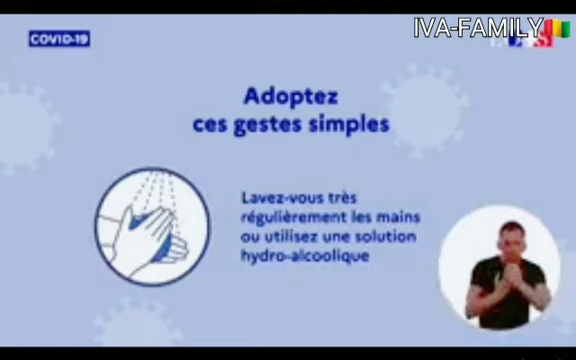 IVA-FAMILY
COVID-19
Adoptez
ces gestes simples
Lavez-vous très
régulièrement les mains
ou utilisez une solution
hydro-alcoolique